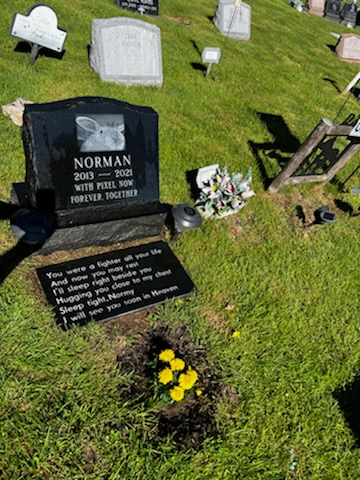 NORMAN
2013 — 2021
WITH PIXEL NOW
FOREVER TOGETHER
You were a fighter all your life
And now you may rest
I'll sleep right beside you
Hugging you close to my chest
Sleep tight, Normy
I will see you soon in Heaven